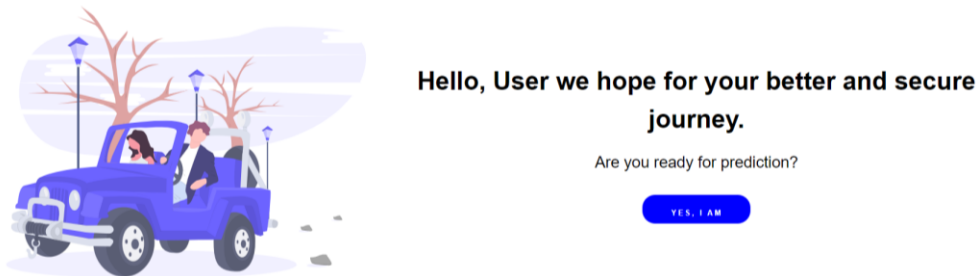 Hello, User we hope for your better and secure
journey.
Are you ready for prediction?
YES, I AM